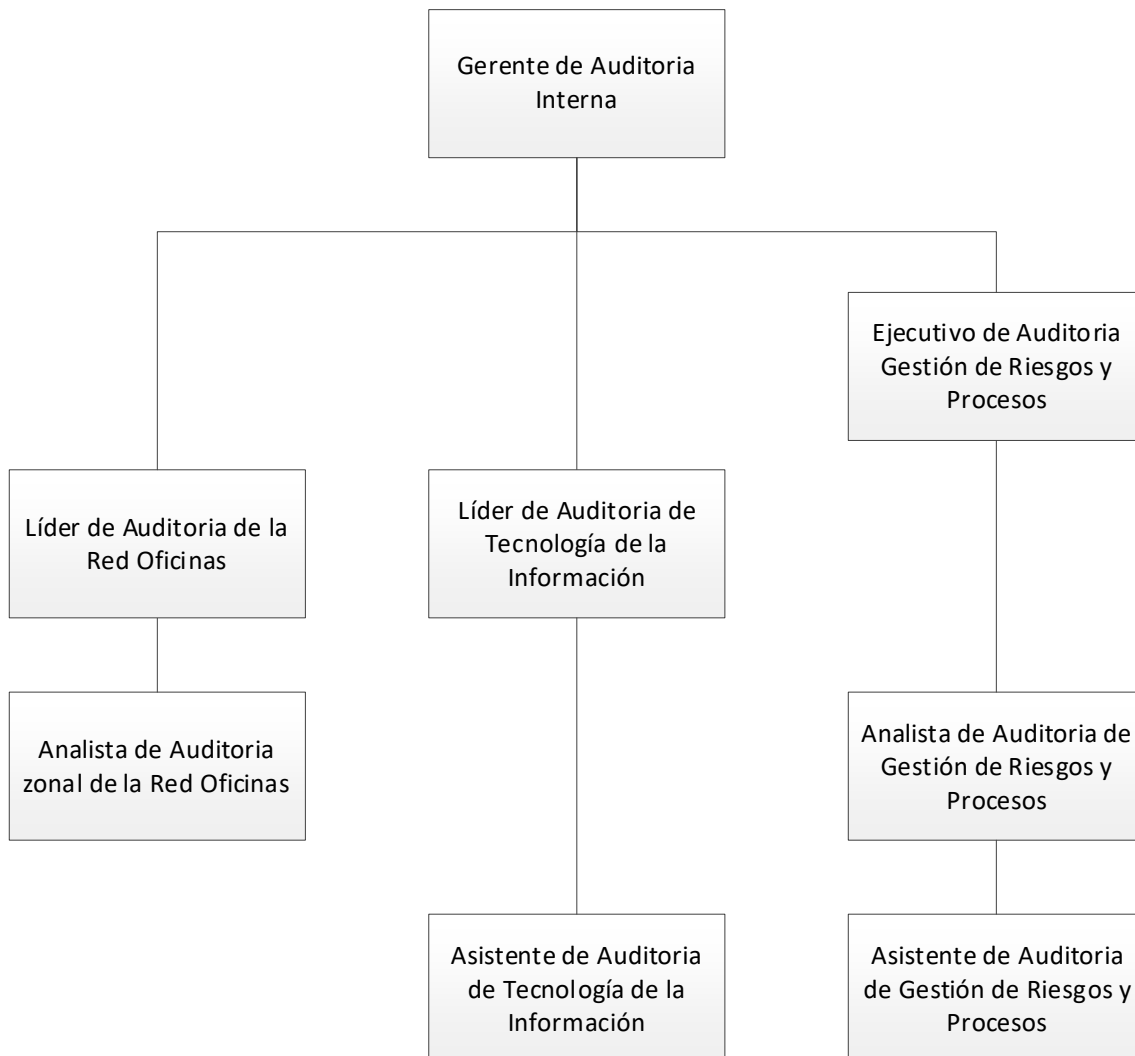 Gerente de Auditoria
Interna
Ejecutivo de Auditoria
Gestión de Riesgos y
Procesos
Líder de Auditoria de la
Red Oficinas
Líder de Auditoria de
Tecnología de la
Información
Analista de Auditoria
zonal de la Red Oficinas
Analista de Auditoria de
Gestión de Riesgos y
Procesos
Asistente de Auditoria
de Tecnología de la
Información
Asistente de Auditoria
de Gestión de Riesgos y
Procesos